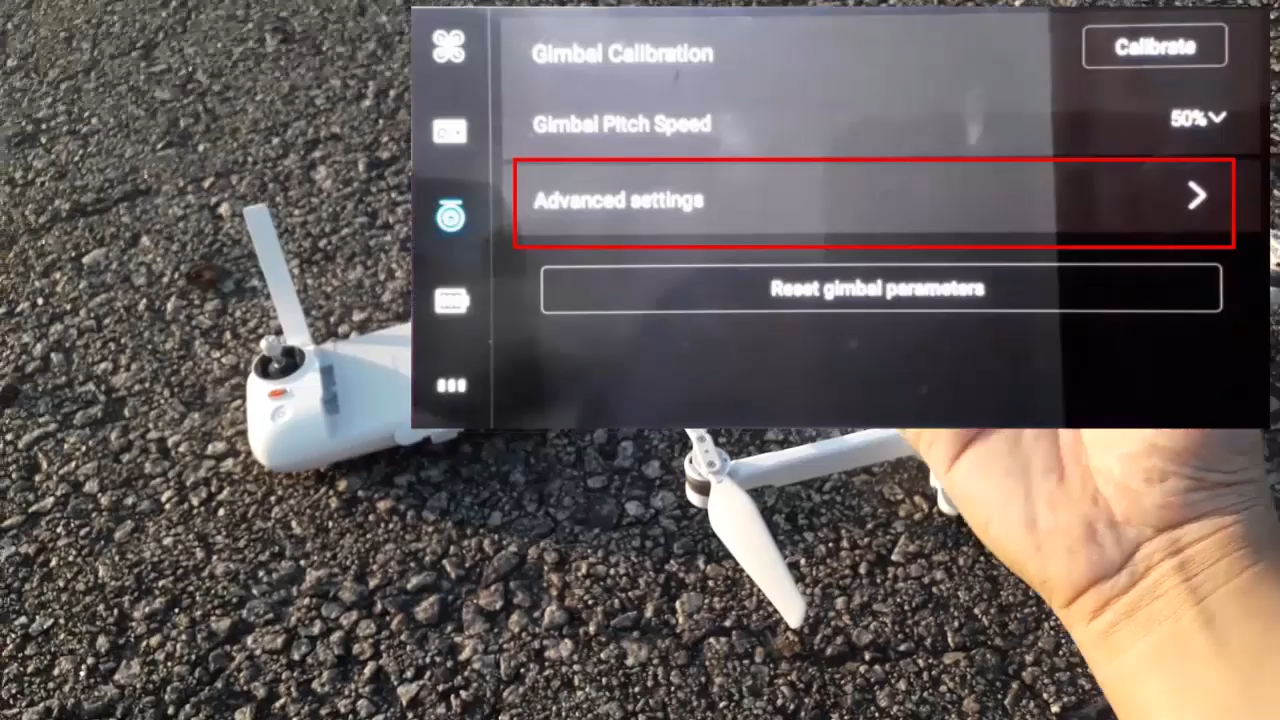 Gimbal Calibration
Calibrate
Gimbal Pitch Speed
50%
Advanced settings
Reset gimbal parameters